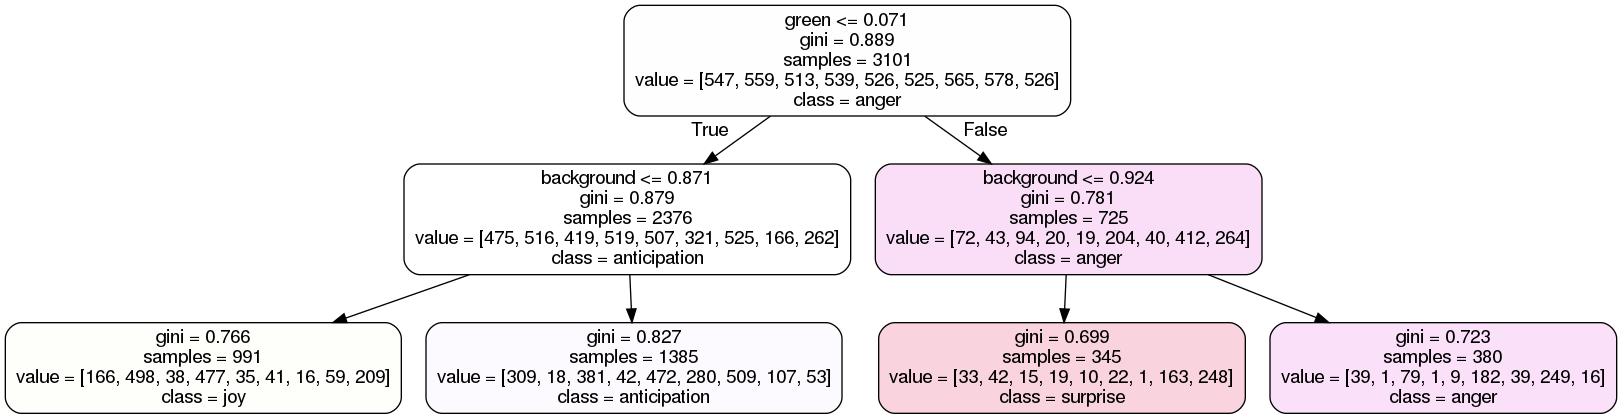 green <= 0.071
gini = 0.889
samples = 3101
value = [547, 559, 513, 539, 526, 525, 565, 578, 526]
class = anger
True
False
background <= 0.871
gini = 0.879
samples = 2376
value = [475, 516, 419, 519, 507, 321, 525, 166, 262]
class = anticipation
background <= 0.924
gini = 0.781
samples = 725
value = [72, 43, 94, 20, 19, 204, 40, 412, 264]
class = anger
gini = 0.766
samples = 991
value = [166, 498, 38, 477, 35, 41, 16, 59, 209]
class = joy
gini = 0.827
samples = 1385
value = [309, 18, 381, 42, 472, 280, 509, 107, 53]
class = anticipation
gini = 0.699
samples = 345
value = [33, 42, 15, 19, 10, 22, 1, 163, 248]
class = surprise
gini = 0.723
samples = 380
value = [39, 1, 79, 1, 9, 182, 39, 249, 16]
class = anger